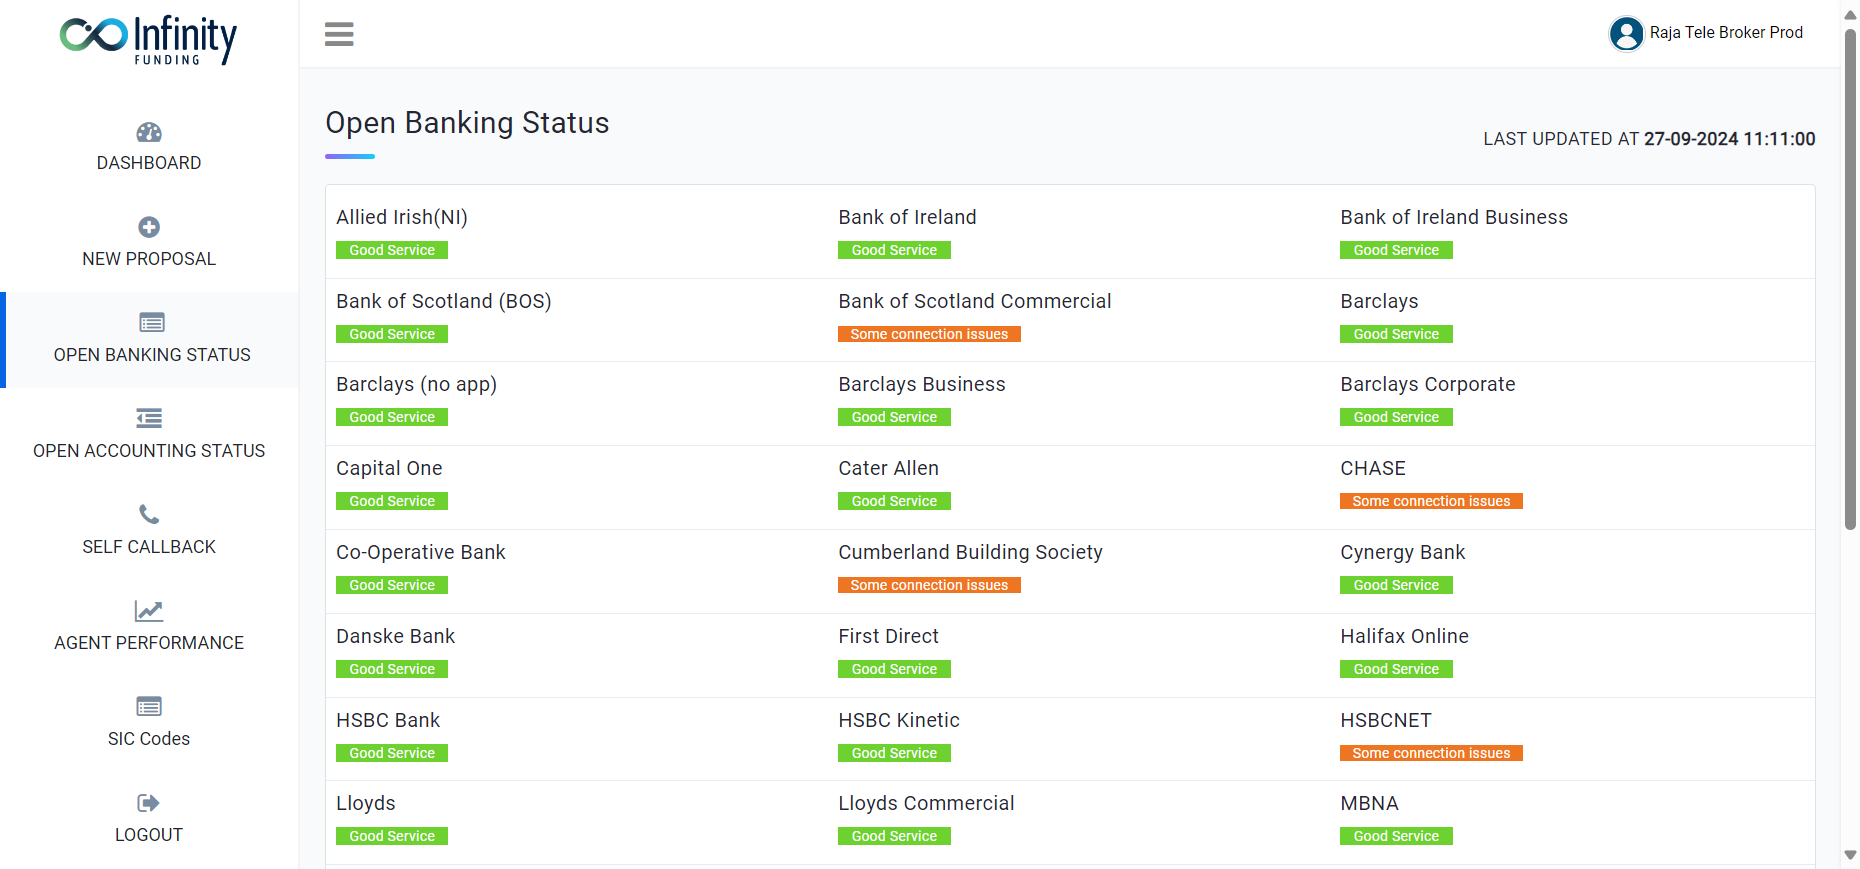 Infinity
FUNDING
Raja Tele Broker Prod
DASHBOARD
NEW PROPOSAL
OPEN BANKING STATUS
OPEN ACCOUNTING STATUS
SELF CALLBACK
AGENT PERFORMANCE
SIC Codes
LOGOUT
Open Banking Status
LAST UPDATED AT 27-09-2024 11:11:00
Allied Irish(NI)
Good Service
Bank of Ireland
Good Service
Bank of Ireland Business
Good Service
Bank of Scotland (BOS)
Good Service
Bank of Scotland Commercial
Some connection issues
Barclays
Good Service
Barclays (no app)
Good Service
Barclays Business
Good Service
Barclays Corporate
Good Service
Capital One
Good Service
Cater Allen
Good Service
CHASE
Some connection issues
Co-Operative Bank
Good Service
Cumberland Building Society
Some connection issues
Cynergy Bank
Good Service
Danske Bank
Good Service
First Direct
Good Service
Halifax Online
Good Service
HSBC Bank
Good Service
HSBC Kinetic
Good Service
HSBCNET
Some connection issues
Lloyds
Good Service
Lloyds Commercial
Good Service
MBNA
Good Service